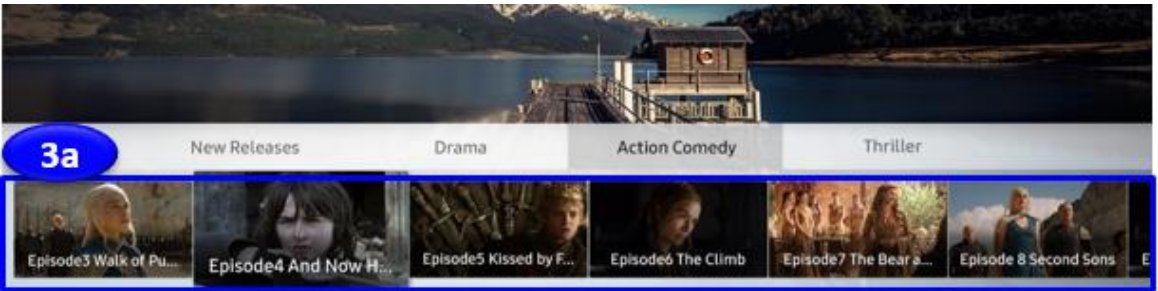 3a
New Releases Drama Action Comedy Thriller
Episode3 Walk of Pu...
Episode4 And Now H...
Episode5 Kissed by F...
Episode6 The Climb
Episode7 The Bear a...
Episode 8 Second Sons
E